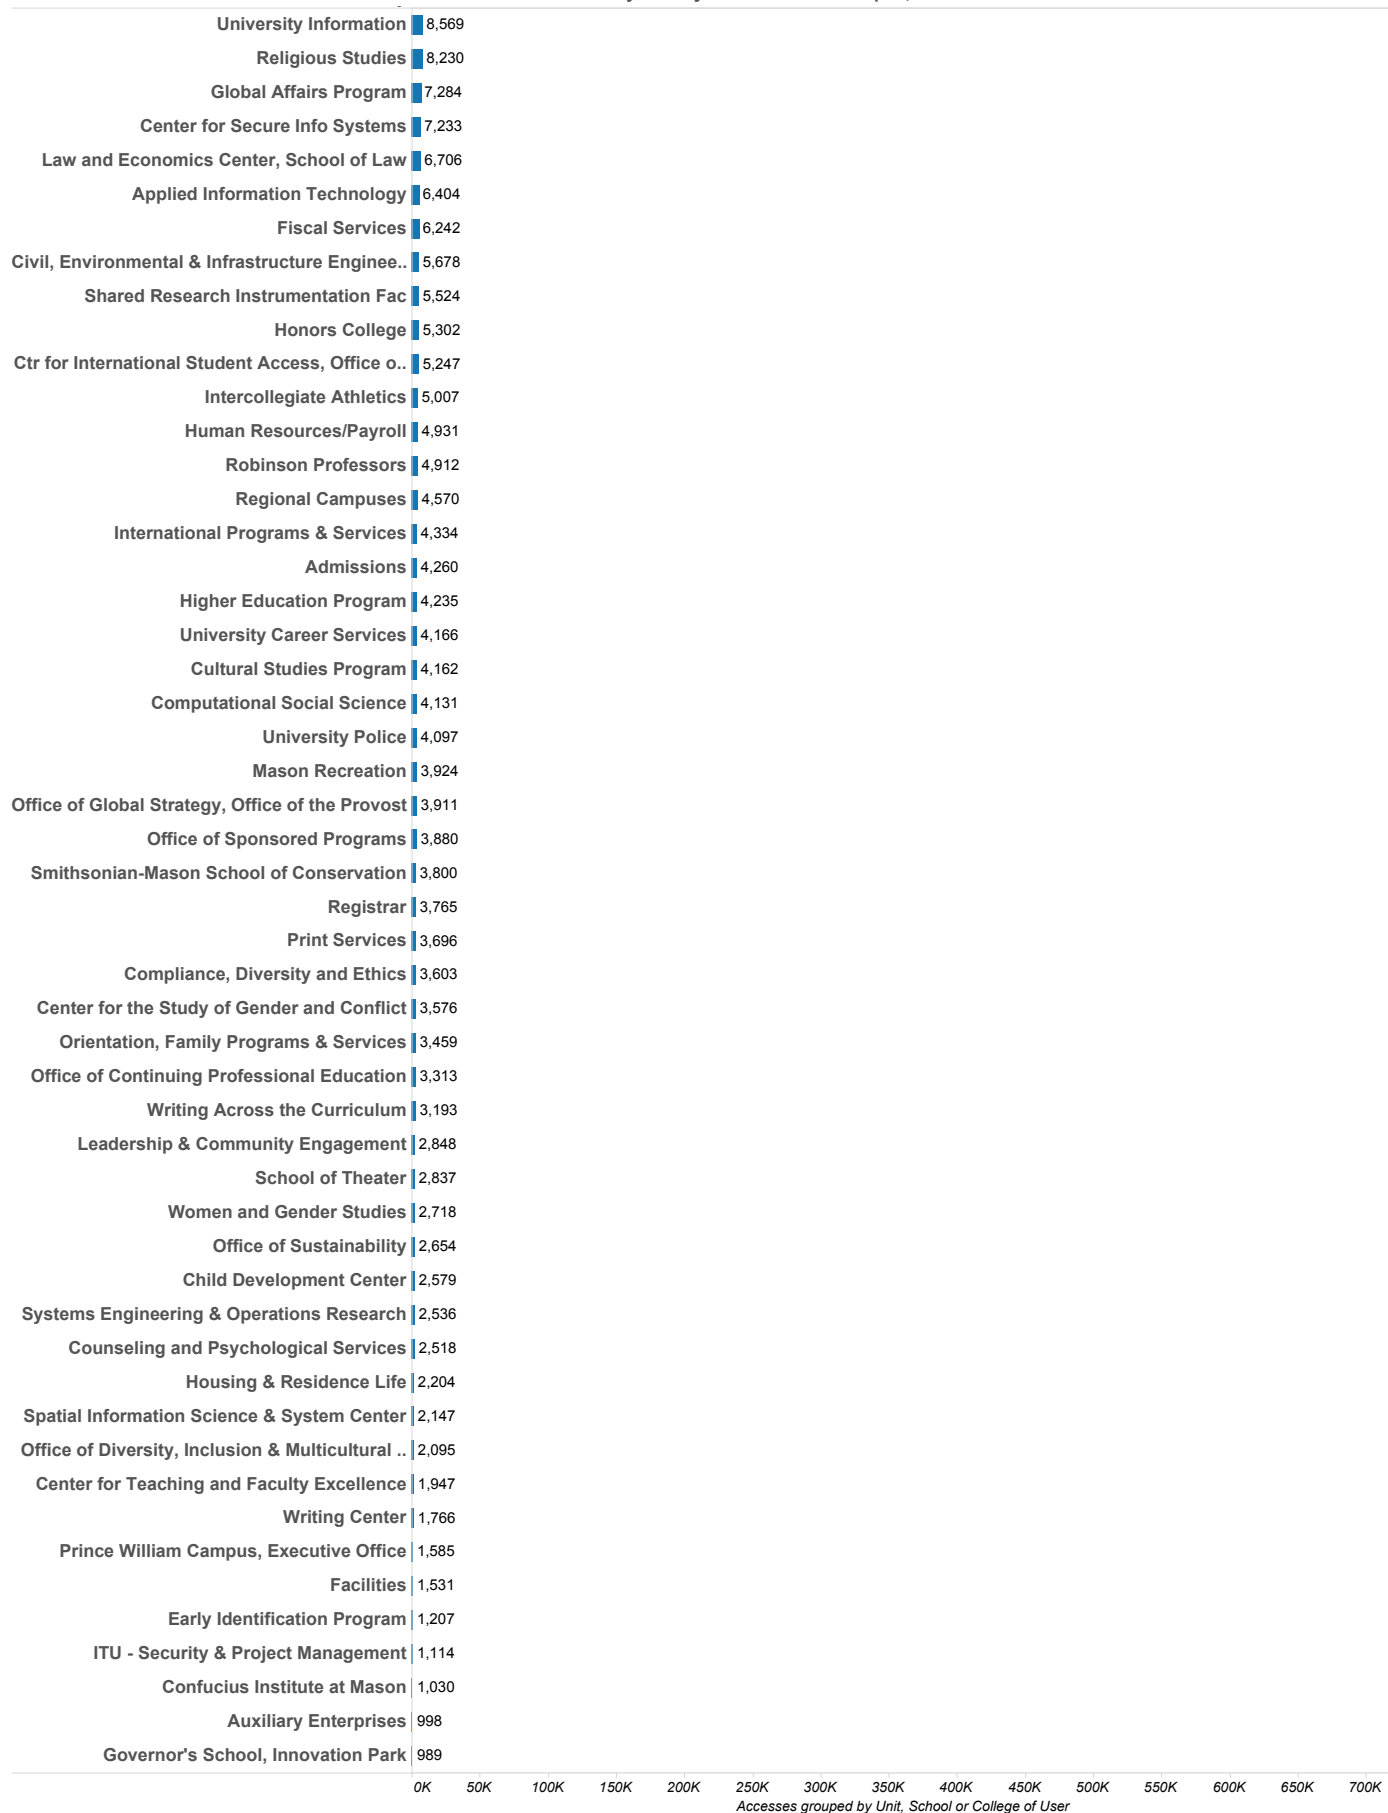 University Information 8,569
Religious Studies 8,230
Global Affairs Program 7,284
Center for Secure Info Systems 7,233
Law and Economics Center, School of Law 6,706
Applied Information Technology 6,404
Fiscal Services 6,242
Civil, Environmental & Infrastructure Enginee.. 5,678
Shared Research Instrumentation Fac 5,524
Honors College 5,302
Ctr for International Student Access, Office o.. 5,247
Intercollegiate Athletics 5,007
Human Resources/Payroll 4,931
Robinson Professors 4,912
Regional Campuses 4,570
International Programs & Services 4,334
Admissions 4,260
Higher Education Program 4,235
University Career Services 4,166
Cultural Studies Program 4,162
Computational Social Science 4,131
University Police 4,097
Mason Recreation 3,924
Office of Global Strategy, Office of the Provost 3,911
Office of Sponsored Programs 3,880
Smithsonian-Mason School of Conservation 3,800
Registrar 3,765
Print Services 3,696
Compliance, Diversity and Ethics 3,603
Center for the Study of Gender and Conflict 3,576
Orientation, Family Programs & Services 3,459
Office of Continuing Professional Education 3,313
Writing Across the Curriculum 3,193
Leadership & Community Engagement 2,848
School of Theater 2,837
Women and Gender Studies 2,718
Office of Sustainability 2,654
Child Development Center 2,579
Systems Engineering & Operations Research 2,536
Counseling and Psychological Services 2,518
Housing & Residence Life 2,204
Spatial Information Science & System Center 2,147
Office of Diversity, Inclusion & Multicultural .. 2,095
Center for Teaching and Faculty Excellence 1,947
Writing Center 1,766
Prince William Campus, Executive Office 1,585
Facilities 1,531
Early Identification Program 1,207
ITU - Security & Project Management 1,114
Confucius Institute at Mason 1,030
Auxiliary Enterprises 998
Governor's School, Innovation Park 989
0K 50K 100K 150K 200K 250K 300K 350K 400K 450K 500K 550K 600K 650K 700K
Accesses grouped by Unit, School or College of User